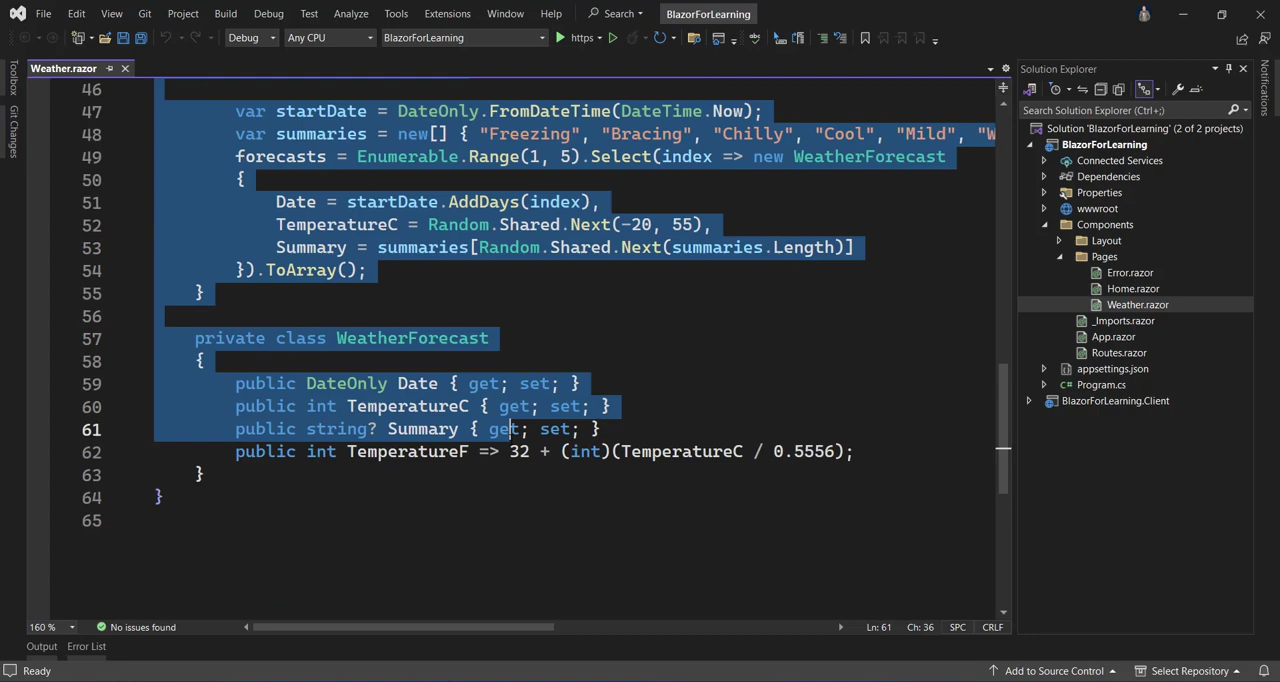 File Edit View Git Project Build Debug Test Analyze Tools Extensions Window Help Search BlazorForLearning
Debug Any CPU BlazorForLearning https
Toolbox
Git Changes
Weather.razor
46
47 var startDate = DateOnly.FromDateTime(DateTime.Now);
48 var summaries = new[] { "Freezing", "Bracing", "Chilly", "Cool", "Mild", "W
49 forecasts = Enumerable.Range(1, 5).Select(index => new WeatherForecast
50 {
51 Date = startDate.AddDays(index),
52 TemperatureC = Random.Shared.Next(-20, 55),
53 Summary = summaries[Random.Shared.Next(summaries.Length)]
54 }).ToArray();
55 }
56
57 private class WeatherForecast
58 {
59 public DateOnly Date { get; set; }
60 public int TemperatureC { get; set; }
61 public string? Summary { get; set; }
62 public int TemperatureF => 32 + (int)(TemperatureC / 0.5556);
63 }
64 }
65
160 % No issues found Ln: 61 Ch: 36 SPC CRLF
Output Error List
Solution Explorer
Search Solution Explorer (Ctrl+;)
Solution 'BlazorForLearning' (2 of 2 projects)
BlazorForLearning
Connected Services
Dependencies
Properties
wwwroot
Components
Layout
Pages
Error.razor
Home.razor
Weather.razor
_Imports.razor
App.razor
Routes.razor
appsettings.json
C# Program.cs
BlazorForLearning.Client
Notifications
Ready Add to Source Control Select Repository